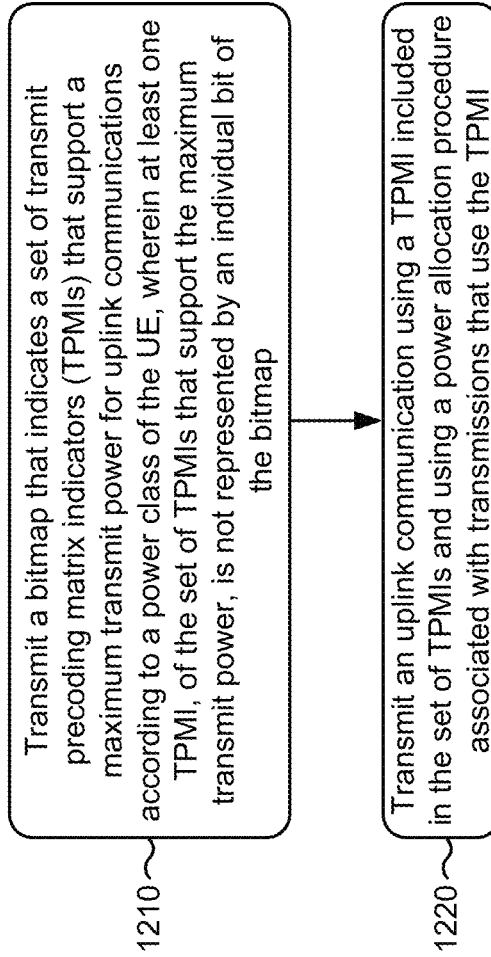 1210
Transmit a bitmap that indicates a set of transmit
precoding matrix indicators (TPMIs) that support a
maximum transmit power for uplink communications
according to a power class of the UE, wherein at least one
TPMI, of the set of TPMIs that support the maximum
transmit power, is not represented by an individual bit of
the bitmap
1220
Transmit an uplink communication using a TPMI included
in the set of TPMIs and using a power allocation procedure
associated with transmissions that use the TPMI